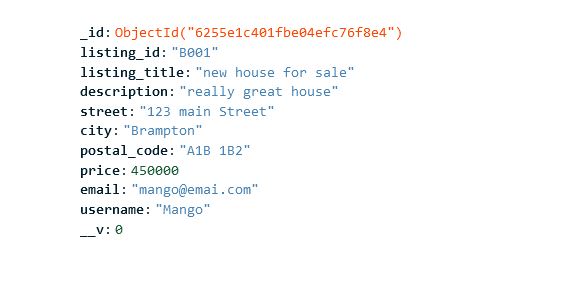 _id: ObjectId("6255e1c401fbe04efc76f8e4")
listing_id: "B001"
listing_title: "new house for sale"
description: "really great house"
street: "123 main Street"
city: "Brampton"
postal_code: "A1B 1B2"
price: 450000
email: "mango@emai.com"
username: "Mango"
__v: 0